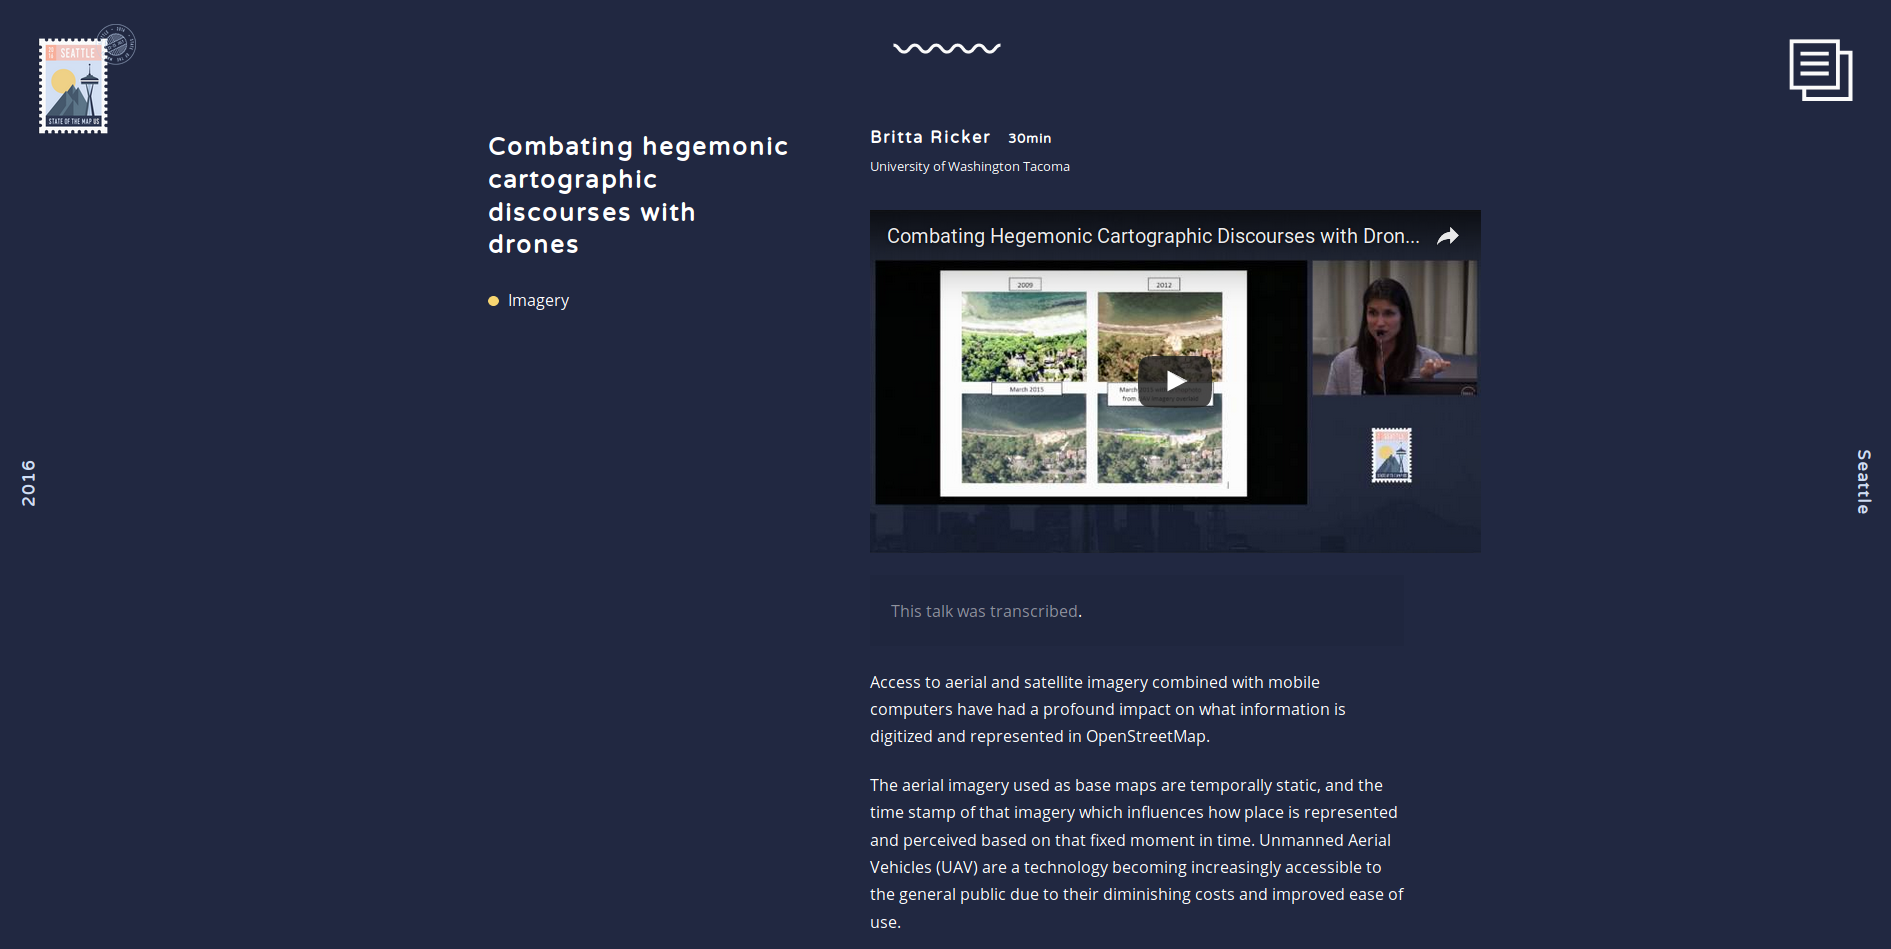 SEATTLE
STATE OF THE MAP US
Combating hegemonic
cartographic
discourses with
drones
Imagery
Britta Ricker 30min
University of Washington Tacoma
Combating Hegemonic Cartographic Discourses with Dron...
2009
2012
March 2015
March
from
imagery overlaid
This talk was transcribed.
Access to aerial and satellite imagery combined with mobile
computers have had a profound impact on what information is
digitized and represented in OpenStreetMap.
The aerial imagery used as base maps are temporally static, and the
time stamp of that imagery which influences how place is represented
and perceived based on that fixed moment in time. Unmanned Aerial
Vehicles (UAV) are a technology becoming increasingly accessible to
the general public due to their diminishing costs and improved ease of
use.
2016
Seattle